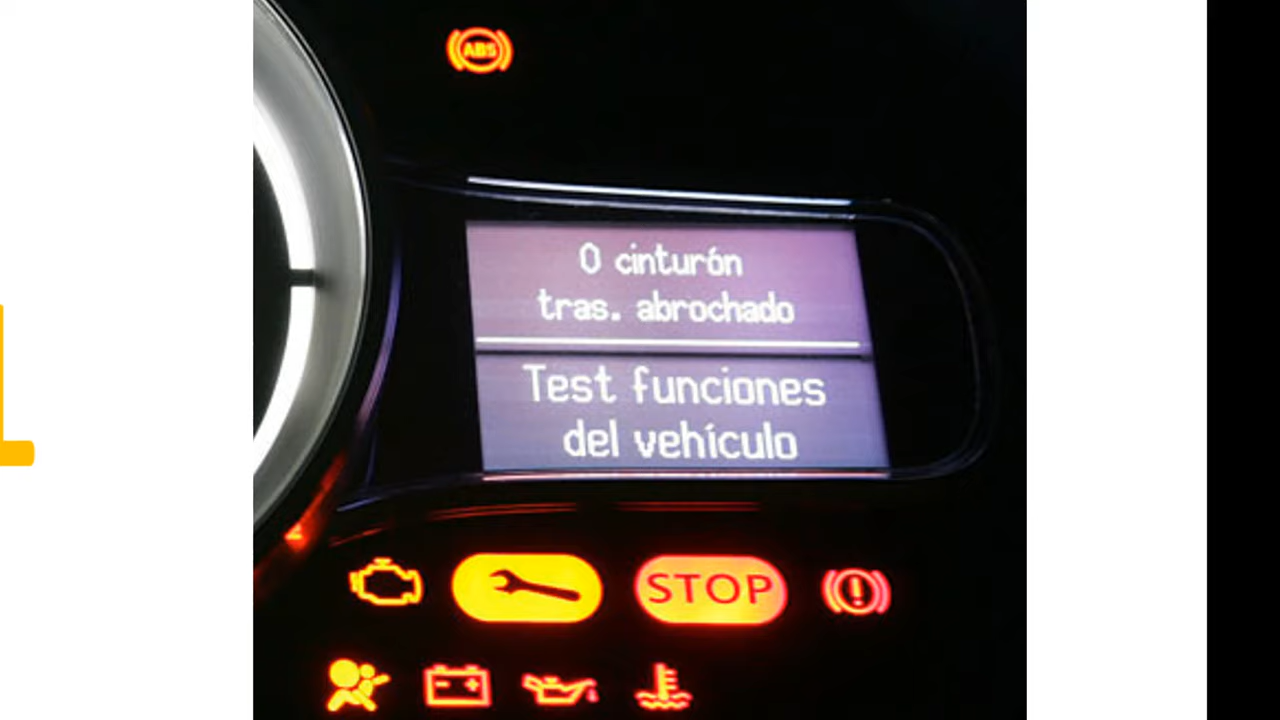 ABS
0 cinturón
tras. abrochado
Test funciones
del vehículo
STOP